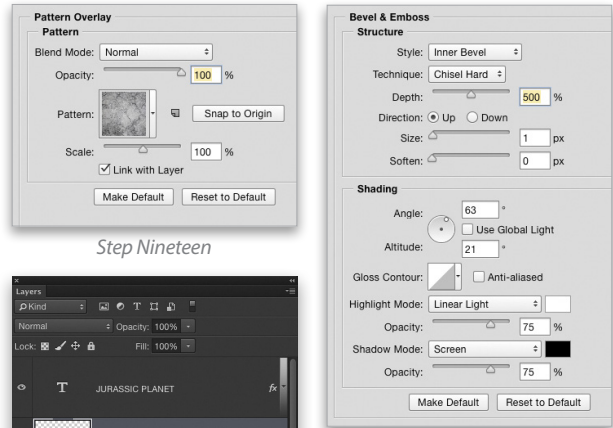 Pattern Overlay
Pattern
Blend Mode: Normal
Opacity: 100 %
Pattern: Snap to Origin
Scale: 100 %
Link with Layer
Make Default Reset to Default
Step Nineteen
Layers
Kind T
Normal Opacity: 100%
Lock: Fill: 100%
T JURASSIC PLANET fx
Bevel & Emboss
Structure
Style: Inner Bevel
Technique: Chisel Hard
Depth: 500 %
Direction: Up Down
Size: 1 px
Soften: 0 px
Shading
Angle: 63 °
Use Global Light
Altitude: 21 °
Gloss Contour: Anti-aliased
Highlight Mode: Linear Light
Opacity: 75 %
Shadow Mode: Screen
Opacity: 75 %
Make Default Reset to Default